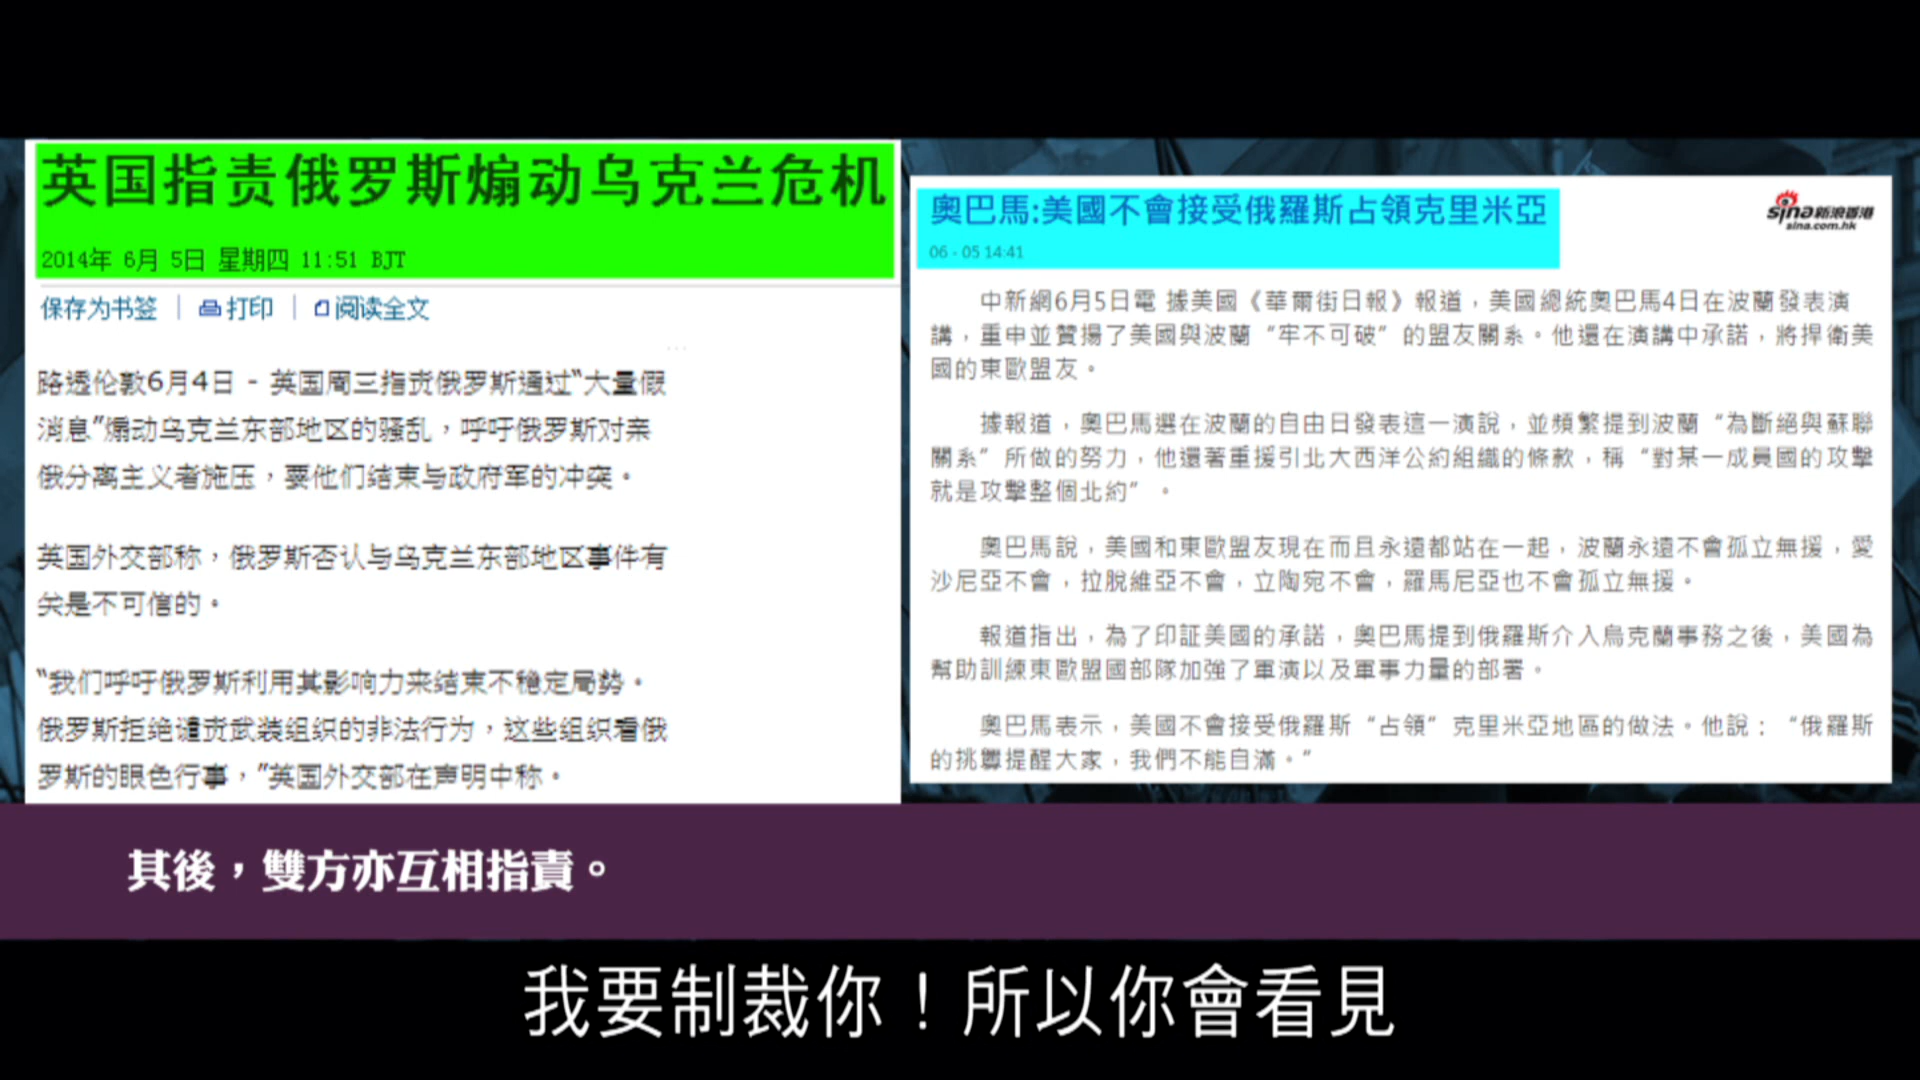 英国指责俄罗斯煽动乌克兰危机
2014年 6月 5日 星期四 11:51 BJT
保存为书签 | 打印 | 阅读全文
路透伦敦6月4日 - 英国周三指责俄罗斯通过“大量假
消息”煽动乌克兰东部地区的骚乱，呼吁俄罗斯对亲
俄分离主义者施压，要他们结束与政府军的冲突。
英国外交部称，俄罗斯否认与乌克兰东部地区事件有
关是不可信的。
“我们呼吁俄罗斯利用其影响力来结束不稳定局势。
俄罗斯拒绝谴责武装组织的非法行为，这些组织看俄
罗斯的眼色行事，”英国外交部在声明中称。
奧巴馬:美國不會接受俄羅斯占領克里米亞
06 - 05 14:41
sina新浪香港
sina.com.hk
中新網6月5日電 據美國《華爾街日報》報道，美國總統奧巴馬4日在波蘭發表演
講，重申並贊揚了美國與波蘭“牢不可破”的盟友關系。他還在演講中承諾，將捍衛美
國的東歐盟友。
據報道，奧巴馬選在波蘭的自由日發表這一演說，並頻繁提到波蘭“為斷絕與蘇聯
關系”所做的努力，他還著重援引北大西洋公約組織的條款，稱“對某一成員國的攻擊
就是攻擊整個北約”。
奧巴馬說，美國和東歐盟友現在而且永遠都站在一起，波蘭永遠不會孤立無援，愛
沙尼亞不會，拉脫維亞不會，立陶宛不會，羅馬尼亞也不會孤立無援。
報道指出，為了印証美國的承諾，奧巴馬提到俄羅斯介入烏克蘭事務之後，美國為
幫助訓練東歐盟國部隊加強了軍演以及軍事力量的部署。
奧巴馬表示，美國不會接受俄羅斯“占領”克里米亞地區的做法。他說：“俄羅斯
的挑釁提醒大家，我們不能自滿。”
其後，雙方亦互相指責。
我要制裁你！所以你會看見